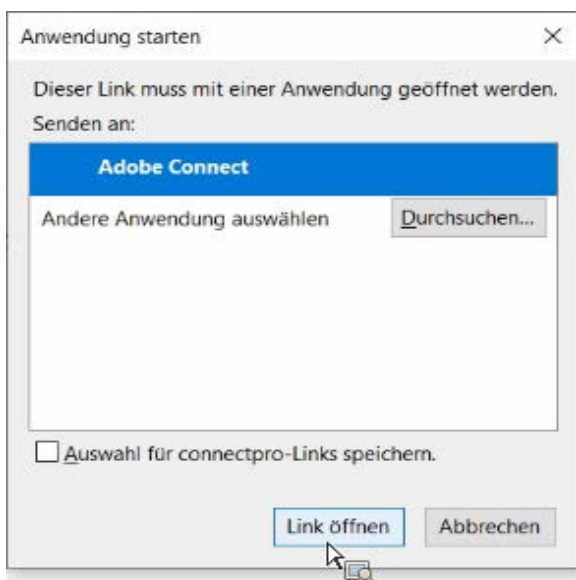 Anwendung starten
Dieser Link muss mit einer Anwendung geöffnet werden.
Senden an:
Adobe Connect
Andere Anwendung auswählen Durchsuchen...
Auswahl für connectpro-Links speichern.
Link öffnen Abbrechen